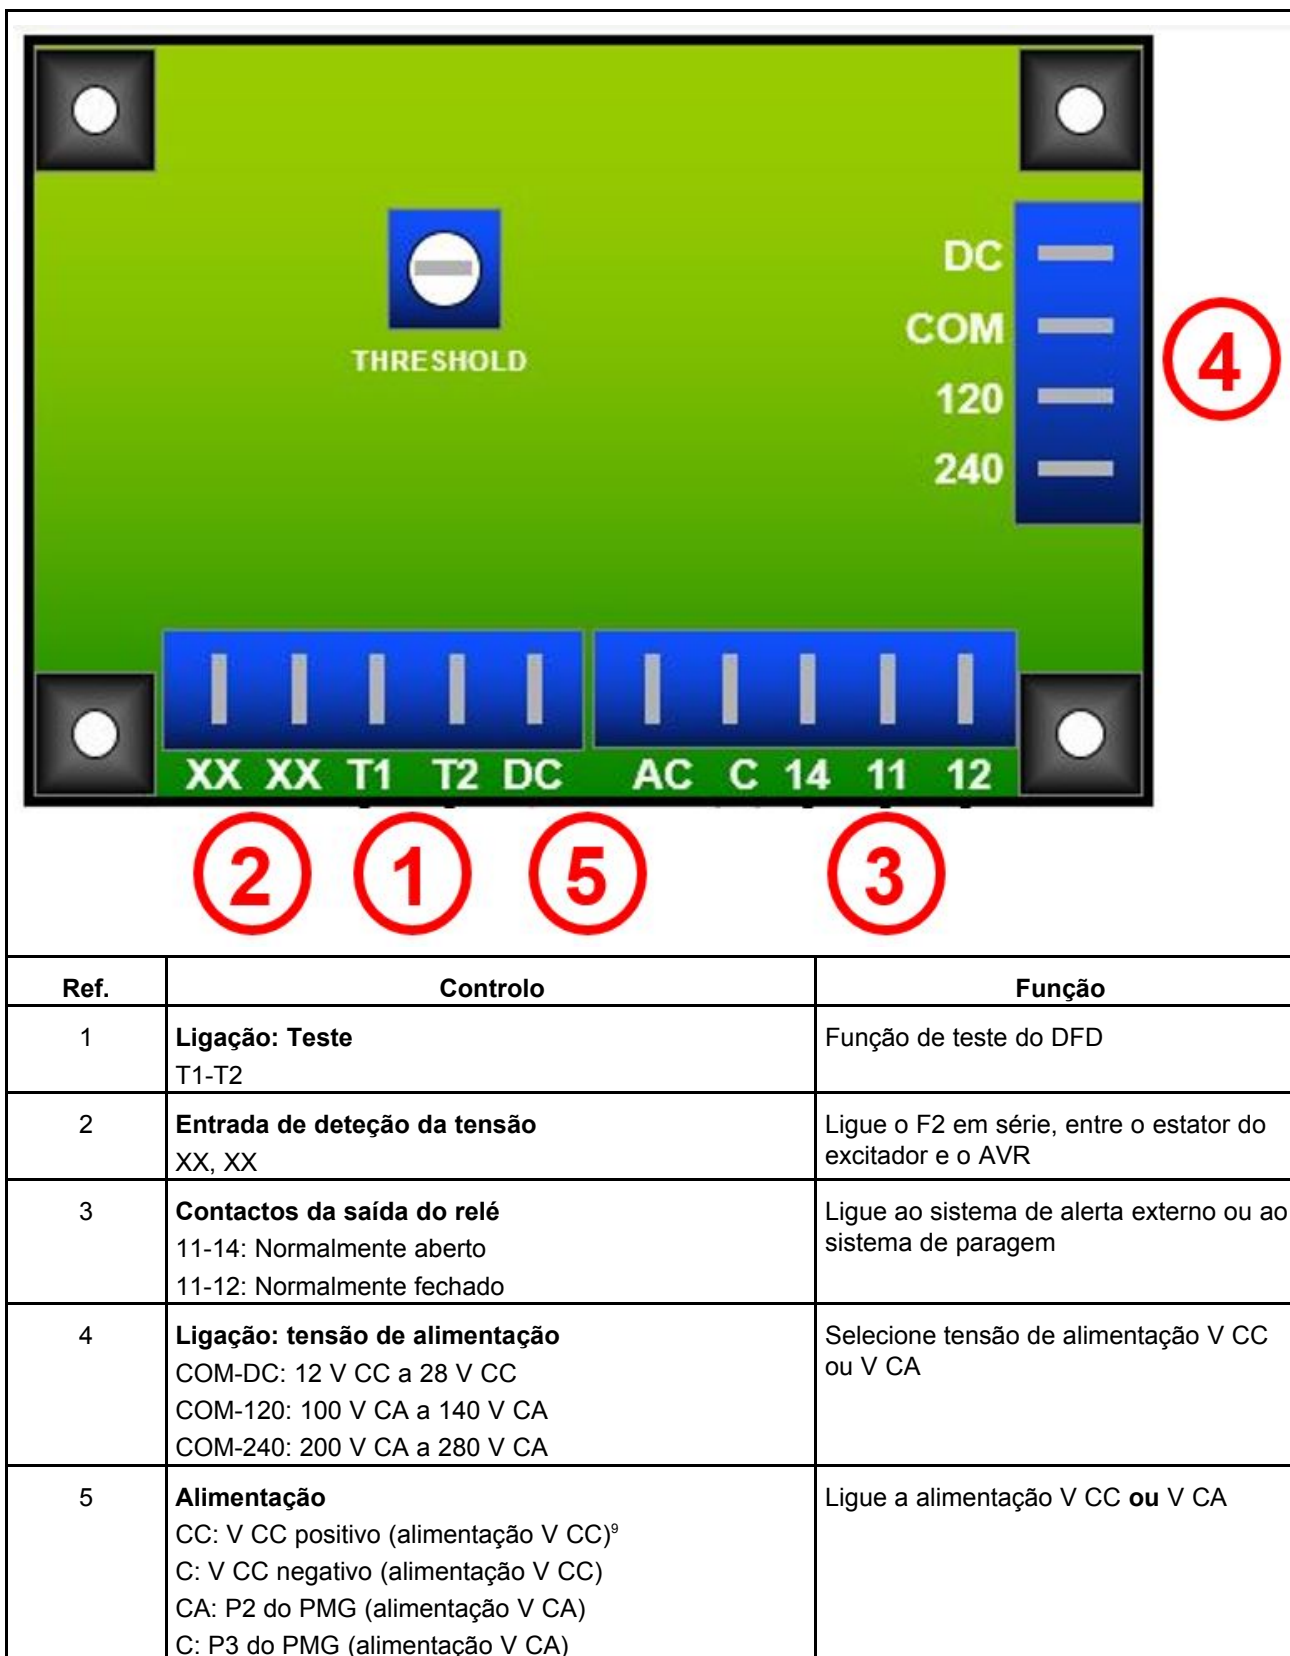 DC
COM
THRESHOLD
120
240
4
XX XX T1 T2 DC AC C 14 11 12
2 1 5 3
Ref. Controlo Função
1 Ligação: Teste Função de teste do DFD
T1-T2
2 Entrada de deteção da tensão Ligue o F2 em série, entre o estator do
XX, XX excitador e o AVR
3 Contactos da saída do relé Ligue ao sistema de alerta externo ou ao
11-14: Normalmente aberto sistema de paragem
11-12: Normalmente fechado
4 Ligação: tensão de alimentação Selecione tensão de alimentação V CC
COM-DC: 12 V CC a 28 V CC ou V CA
COM-120: 100 V CA a 140 V CA
COM-240: 200 V CA a 280 V CA
5 Alimentação Ligue a alimentação V CC ou V CA
CC: V CC positivo (alimentação V CC)⁹
C: V CC negativo (alimentação V CC)
CA: P2 do PMG (alimentação V CA)
C: P3 do PMG (alimentação V CA)